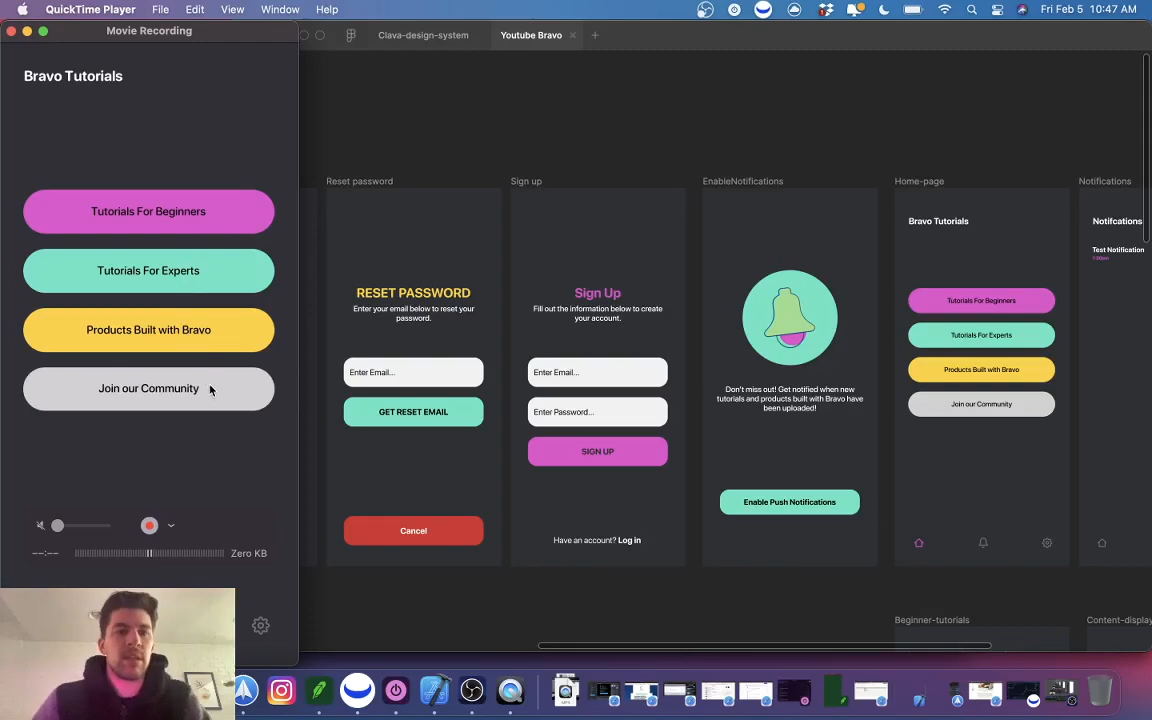 QuickTime Player File Edit View Window Help
Fri Feb 5 10:47 AM
Movie Recording
Clava-design-system
Youtube Bravo
Bravo Tutorials
Tutorials For Beginners
Tutorials For Experts
Products Built with Bravo
Join our Community
--:--
Zero KB
Reset password
RESET PASSWORD
Enter your email below to reset your
password.
Enter Email...
GET RESET EMAIL
Cancel
Sign up
Sign Up
Fill out the information below to create
your account.
Enter Email...
Enter Password...
SIGN UP
Have an account? Log in
EnableNotifications
Don't miss out! Get notified when new
tutorials and products built with Bravo have
been uploaded!
Enable Push Notifications
Home-page
Bravo Tutorials
Tutorials For Beginners
Tutorials For Experts
Products Built with Bravo
Join our Community
Notifications
Notifcations
Test Notification
Beginner-tutorials
Content-display